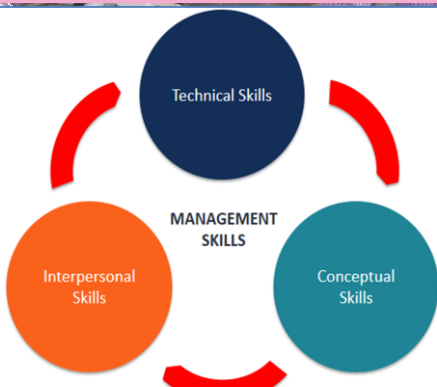 Technical Skills
MANAGEMENT
SKILLS
Interpersonal
Skills
Conceptual
Skills